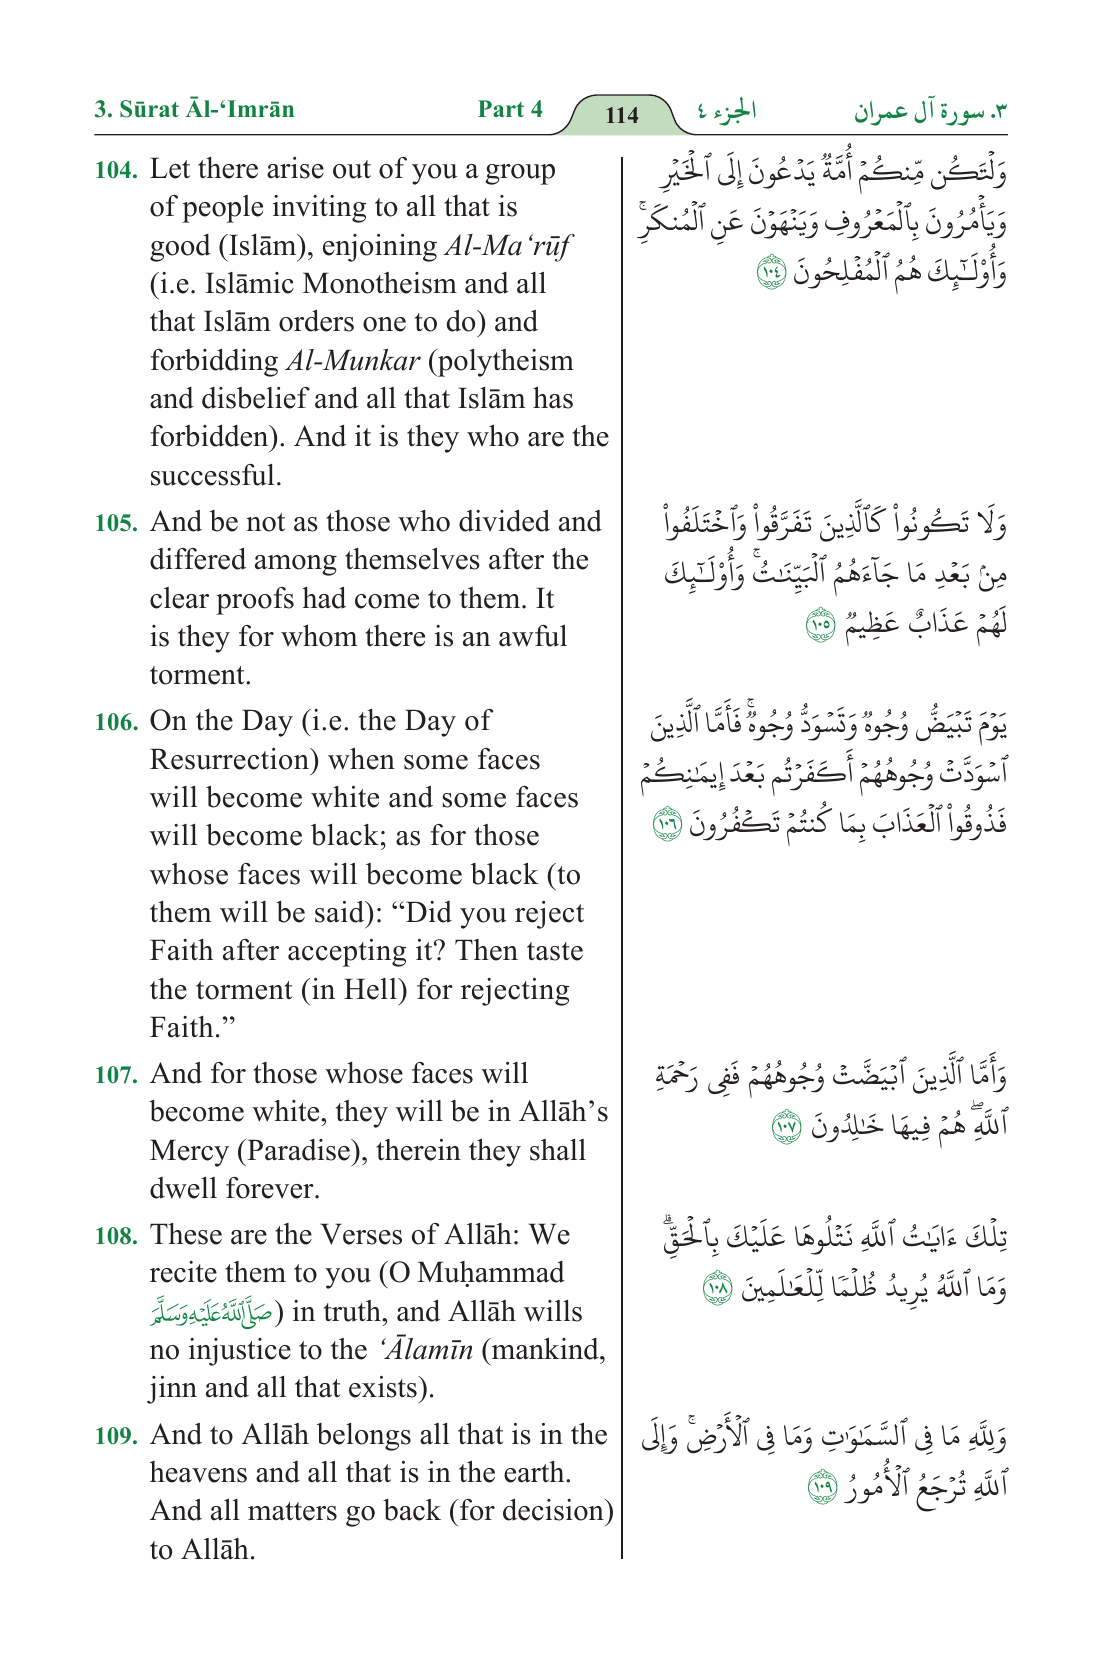 3. Sūrat Āl-‘Imrān Part 4 114 الجزء ٤ ٣. سورة آل عمران
104. Let there arise out of you a group
of people inviting to all that is
good (Islām), enjoining Al-Ma‘rūf
(i.e. Islāmic Monotheism and all
that Islām orders one to do) and
forbidding Al-Munkar (polytheism
and disbelief and all that Islām has
forbidden). And it is they who are the
successful.
وَلْتَكُن مِّنكُمْ أُمَّةٌ يَدْعُونَ إِلَى ٱلْخَيْرِ
وَيَأْمُرُونَ بِٱلْمَعْرُوفِ وَيَنْهَوْنَ عَنِ ٱلْمُنكَرِ ۚ
وَأُوْلَـٰٓئِكَ هُمُ ٱلْمُفْلِحُونَ ١٠٤
105. And be not as those who divided and
differed among themselves after the
clear proofs had come to them. It
is they for whom there is an awful
torment.
وَلَا تَكُونُوا۟ كَٱلَّذِينَ تَفَرَّقُوا۟ وَٱخْتَلَفُوا۟
مِنۢ بَعْدِ مَا جَآءَهُمُ ٱلْبَيِّنَـٰتُ ۚ وَأُوْلَـٰٓئِكَ
لَهُمْ عَذَابٌ عَظِيمٌ ١٠٥
106. On the Day (i.e. the Day of
Resurrection) when some faces
will become white and some faces
will become black; as for those
whose faces will become black (to
them will be said): “Did you reject
Faith after accepting it? Then taste
the torment (in Hell) for rejecting
Faith.”
يَوْمَ تَبْيَضُّ وُجُوهٌ وَتَسْوَدُّ وُجُوهٌ ۚ فَأَمَّا ٱلَّذِينَ
ٱسْوَدَّتْ وُجُوهُهُمْ أَكَفَرْتُم بَعْدَ إِيمَـٰنِكُمْ
فَذُوقُوا۟ ٱلْعَذَابَ بِمَا كُنتُمْ تَكْفُرُونَ ١٠٦
107. And for those whose faces will
become white, they will be in Allāh’s
Mercy (Paradise), therein they shall
dwell forever.
وَأَمَّا ٱلَّذِينَ ٱبْيَضَّتْ وُجُوهُهُمْ فَفِى رَحْمَةِ
ٱللَّهِ ۖ هُمْ فِيهَا خَـٰلِدُونَ ١٠٧
108. These are the Verses of Allāh: We
recite them to you (O Muḥammad
صَلَّى ٱللَّهُ عَلَيْهِ وَسَلَّمَ) in truth, and Allāh wills
no injustice to the ‘Ālamīn (mankind,
jinn and all that exists).
تِلْكَ ءَايَـٰتُ ٱللَّهِ نَتْلُوهَا عَلَيْكَ بِٱلْحَقِّ ۗ
وَمَا ٱللَّهُ يُرِيدُ ظُلْمًا لِّلْعَـٰلَمِينَ ١٠٨
109. And to Allāh belongs all that is in the
heavens and all that is in the earth.
And all matters go back (for decision)
to Allāh.
وَلِلَّهِ مَا فِى ٱلسَّمَـٰوَٰتِ وَمَا فِى ٱلْأَرْضِ ۚ وَإِلَى
ٱللَّهِ تُرْجَعُ ٱلْأُمُورُ ١٠٩